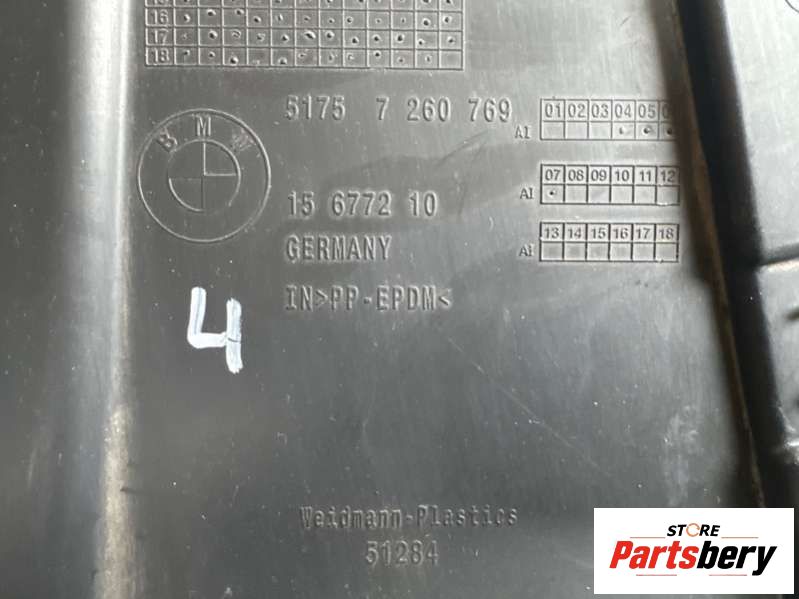 16
17
18
5175 7 260 769
BMW
AI 01 02 03 04 05
15 6772 10
AI 07 08 09 10 11 12
GERMANY
AI 13 14 15 16 17 18
IN>PP-EPDM<
4
Weidmann-Plastics
51284
STORE
Partsbery